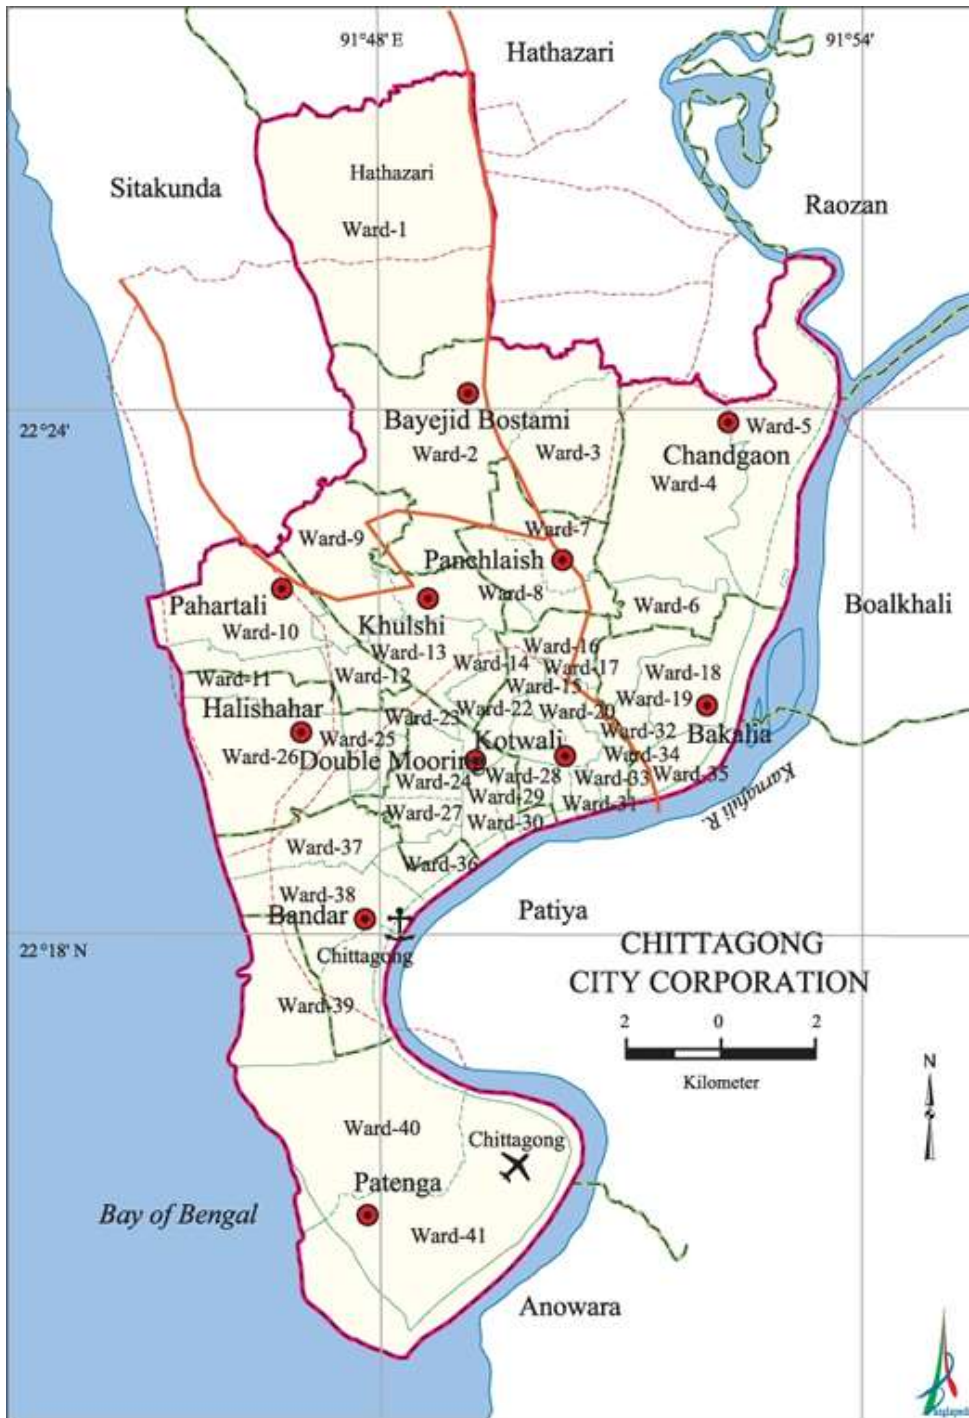 91°48' E
91°54'
Hathazari
Hathazari
Sitakunda
Raozan
Ward-1
22°24'
Bayejid Bostami
Ward-2
Ward-3
Ward-5
Chandgaon
Ward-4
Ward-9
Ward-7
Panchlaish
Ward-8
Pahartali
Ward-10
Khulshi
Ward-6
Boalkhali
Ward-13
Ward-14
Ward-16
Ward-17
Ward-18
Ward-11
Ward-12
Ward-15
Ward-19
Halishahar
Ward-23
Ward-22
Ward-20
Ward-32
Bakalia
Ward-26
Ward-25
Kotwali
Ward-34
Double Mooring
Ward-24
Ward-28
Ward-33
Ward-35
Ward-29
Ward-31
Ward-27
Ward-30
Karnafuli R.
Ward-37
Ward-36
Ward-38
Bandar
Patiya
Chittagong
22°18' N
CHITTAGONG
CITY CORPORATION
Ward-39
2 0 2
Kilometer
N
Ward-40
Chittagong
Patenga
Bay of Bengal
Ward-41
Anowara
Banglapedia